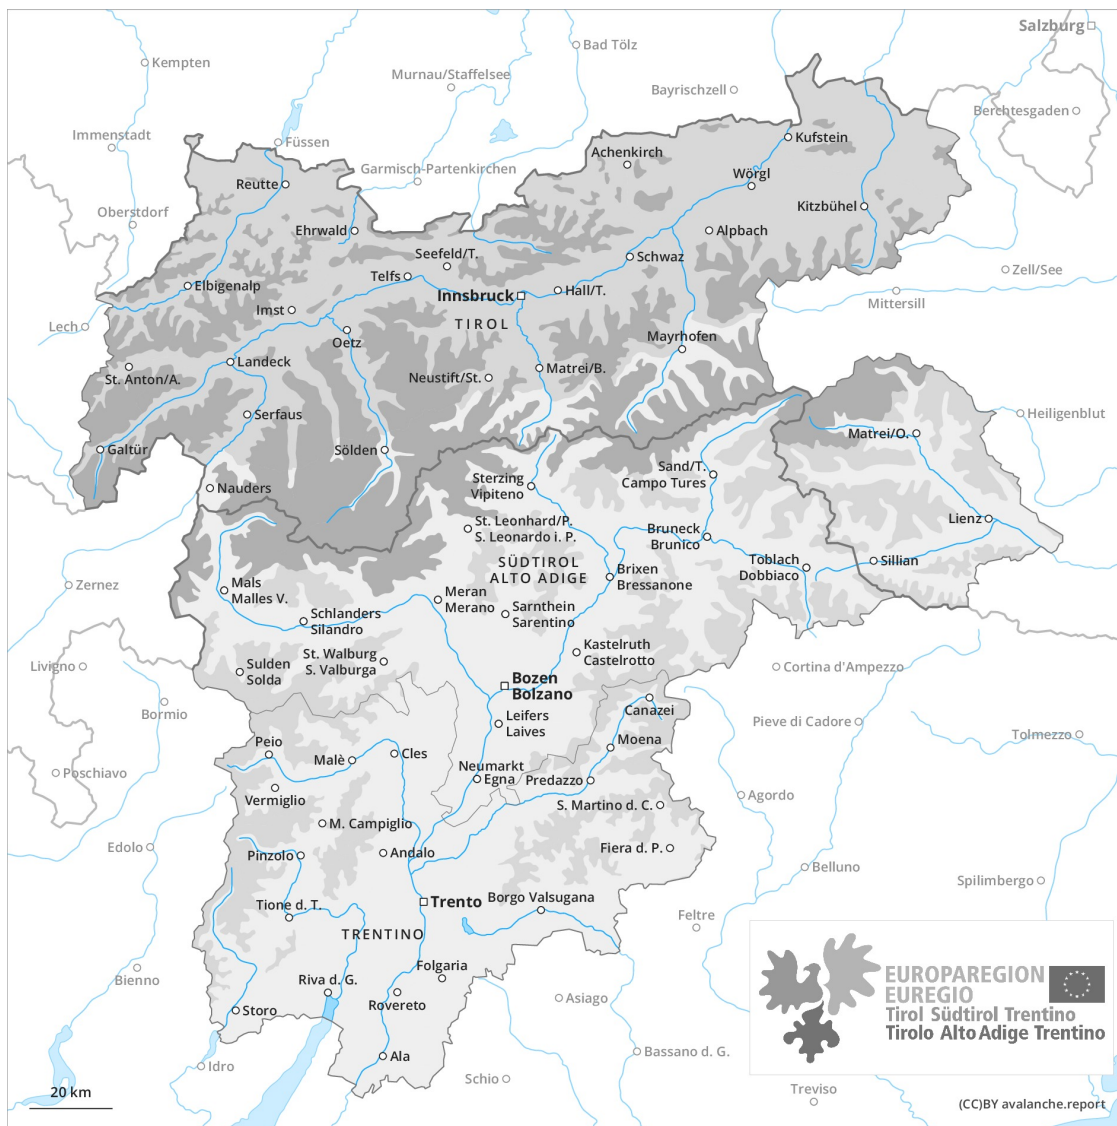 Salzburg
Bad Tölz
Kempten
Murnau/Staffelsee
Bayrischzell
Berchtesgaden
Immenstadt
Füssen
Kufstein
Achenkirch
Garmisch-Partenkirchen
Wörgl
Reutte
Kitzbühel
Oberstdorf
Ehrwald
Alpbach
Seefeld/T.
Schwaz
Zell/See
Telfs
Elbigenalp
Hall/T.
Innsbruck
Mittersill
Imst
TIROL
Lech
Mayrhofen
Oetz
Landeck
Matrei/B.
St. Anton/A.
Neustift/St.
Serfaus
Heiligenblut
Matrei/O.
Galtür
Sölden
Sterzing
Vipiteno
Sand/T.
Campo Tures
Nauders
Lienz
St. Leonhard/P.
S. Leonardo i. P.
Bruneck
Brunico
SÜDTIROL
ALTO ADIGE
Toblach
Dobbiaco
Sillian
Brixen
Bressanone
Zernez
Mals
Malles V.
Meran
Merano
Schlanders
Silandro
Sarnthein
Sarentino
Kastelruth
Castelrotto
St. Walburg
S. Valburga
Livigno
Sulden
Solda
Cortina d'Ampezzo
Bozen
Bolzano
Canazei
Bormio
Leifers
Laives
Pieve di Cadore
Tolmezzo
Peio
Moena
Cles
Malè
Neumarkt
Egna
Poschiavo
Predazzo
Vermiglio
Agordo
S. Martino d. C.
M. Campiglio
Edolo
Pinzolo
Andalo
Fiera d. P.
Belluno
Spilimbergo
Trento
Borgo Valsugana
Tione d. T.
Feltre
TRENTINO
Folgaria
Bienno
Riva d. G.
EUROPAREGION
EUREGIO
Tirol Südtirol Trentino
Tirolo Alto Adige Trentino
Rovereto
Asiago
Storo
Ala
Bassano d. G.
Idro
Schio
20 km
Treviso
(CC)BY avalanche.report